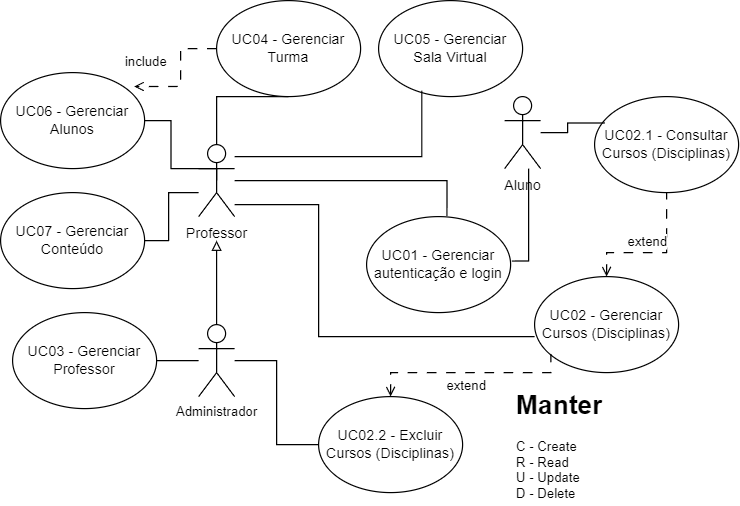 UC04 - Gerenciar
Turma
UC05 - Gerenciar
Sala Virtual
include
UC06 - Gerenciar
Alunos
UC02.1 - Consultar
Cursos (Disciplinas)
Aluno
Professor
UC07 - Gerenciar
Conteúdo
UC01 - Gerenciar
autenticação e login
extend
UC02 - Gerenciar
Cursos (Disciplinas)
UC03 - Gerenciar
Professor
Administrador
extend
UC02.2 - Excluir
Cursos (Disciplinas)
Manter
C - Create
R - Read
U - Update
D - Delete